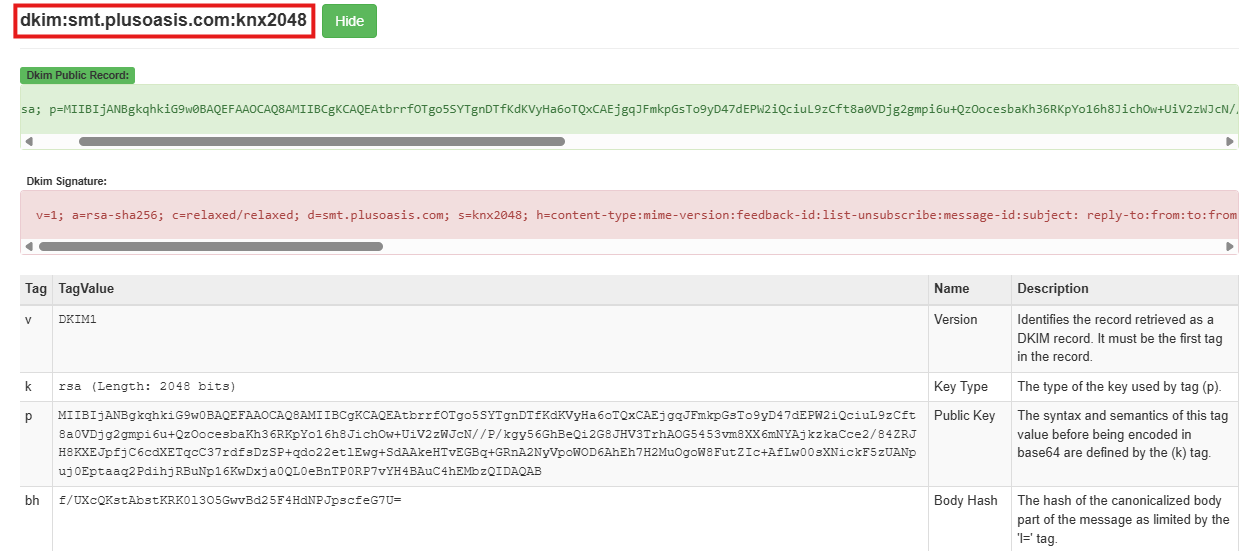 dkim:smt.plusoasis.com:knx2048 Hide
Dkim Public Record:
sa; p=MIIBIjANBgkqhkiG9w0BAQEFAAOCAQ8AMIIBCgKCAQEAtbrrfOTgo5SYTgnDTfKdKVyHa6oTQxCAEjgqJFmkpGsTo9yD47dEPW2iQciuL9zCft8a0VDjg2gmpi6u+QzOocesbaKh36RKpYo16h8JichOw+UiV2zWJcN//
Dkim Signature:
v=1; a=rsa-sha256; c=relaxed/relaxed; d=smt.plusoasis.com; s=knx2048; h=content-type:mime-version:feedback-id:list-unsubscribe:message-id:subject: reply-to:from:to:from
Tag TagValue Name Description
v DKIM1 Version Identifies the record retrieved as a
DKIM record. It must be the first tag
in the record.
k rsa (Length: 2048 bits) Key Type The type of the key used by tag (p).
p MIIBIjANBgkqhkiG9w0BAQEFAAOCAQ8AMIIBCgKCAQEAtbrrfOTgo5SYTgnDTfKdKVyHa6oTQxCAEjgqJFmkpGsTo9yD47dEPW2iQciuL9zCft Public Key The syntax and semantics of this tag
8a0VDjg2gmpi6u+QzOocesbaKh36RKpYo16h8JichOw+UiV2zWJcN//P/kgy56GhBeQi2G8JHV3TrhAOG5453vm8XX6mNYAjkzkaCce2/84ZRJ value before being encoded in
H8KXEJpfjC6cdXETqcC37rdfsDzSP+qdo22etlEwg+SdAAkeHTvEGBq+GRnA2NyVpoWOD6AhEh7H2MuOgoW8FutZIc+AfLw00sXNickF5zUANp base64 are defined by the (k) tag.
uj0Eptaaq2PdihjRBuNp16KwDxja0QL0eBnTP0RP7vYH4BAuC4hEMbzQIDAQAB
bh f/UXcQKstAbstKRK0l3O5GwvBd25F4HdNPJpscfeG7U= Body Hash The hash of the canonicalized body
part of the message as limited by the
'l=' tag.